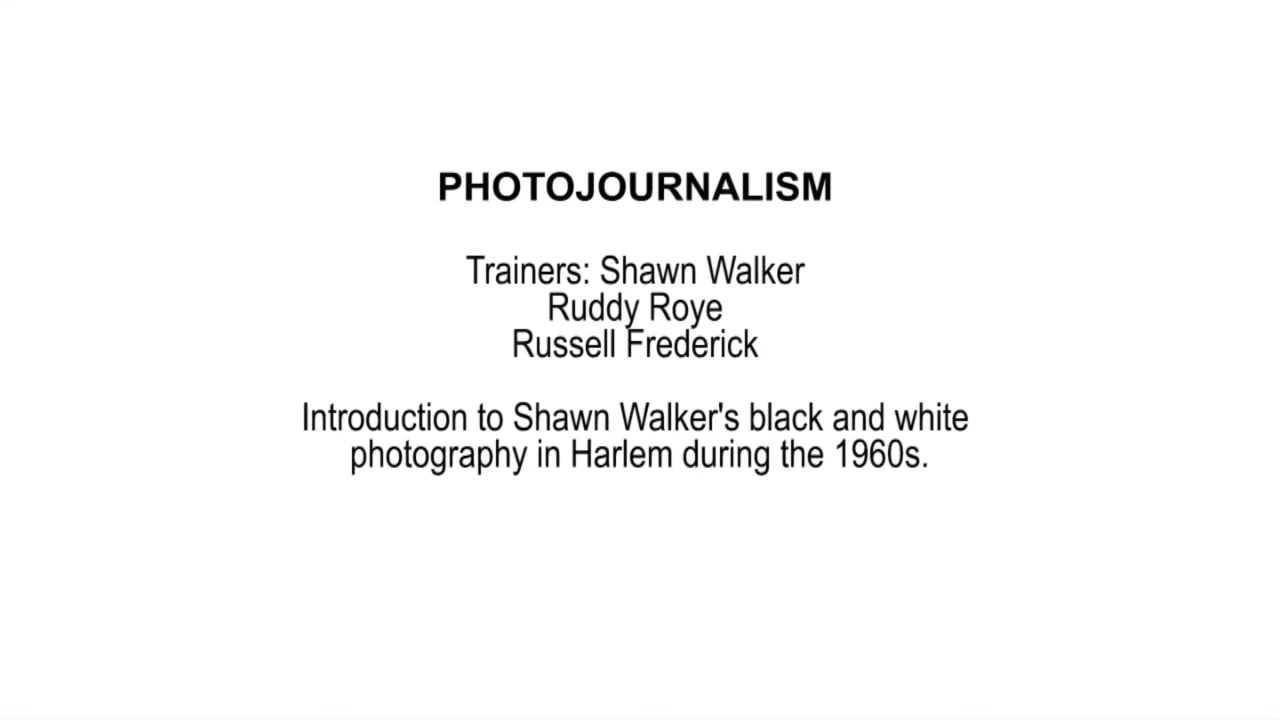 PHOTOJOURNALISM
Trainers: Shawn Walker
Ruddy Roye
Russell Frederick
Introduction to Shawn Walker's black and white
photography in Harlem during the 1960s.